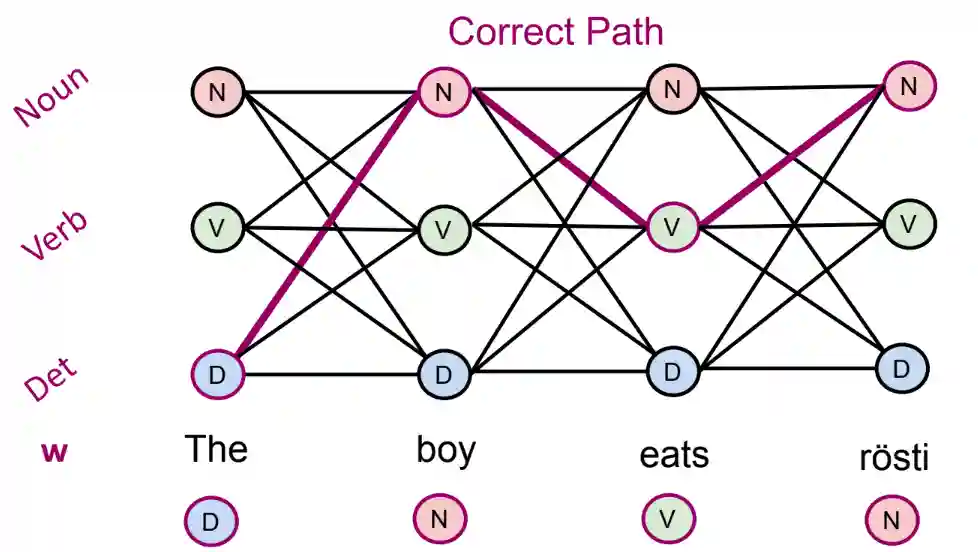 Correct Path
Noun N N N N
Verb V V V V
Det D D D D
w The boy eats rösti
D N V N